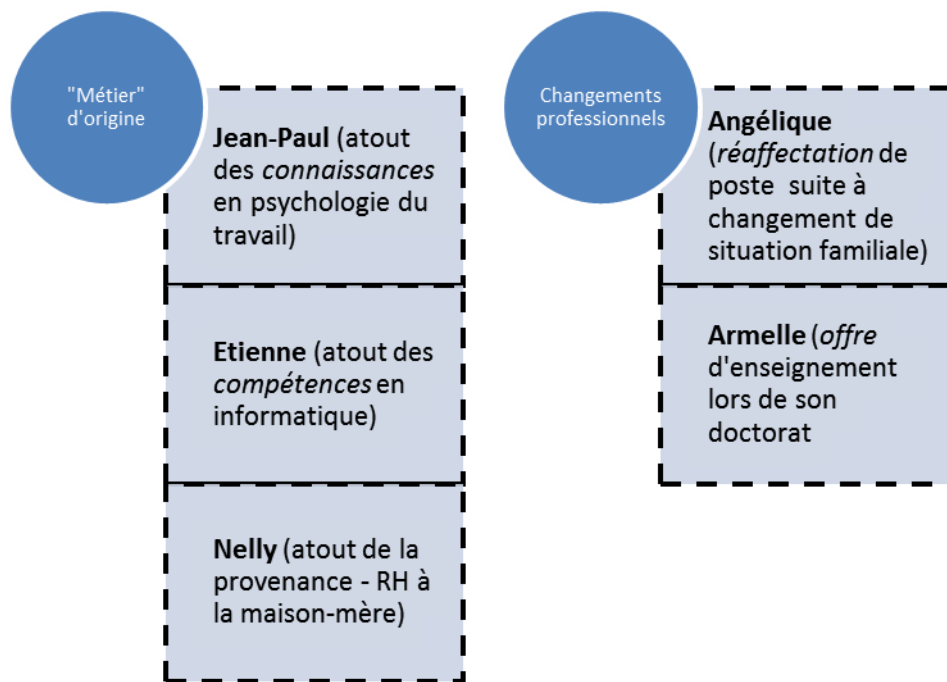 "Métier"
d'origine
Jean-Paul (atout
des connaissances
en psychologie du
travail)
Etienne (atout des
compétences en
informatique)
Nelly (atout de la
provenance - RH à
la maison-mère)
Changements
professionnels
Angélique
(réaffectation de
poste suite à
changement de
situation familiale)
Armelle (offre
d'enseignement
lors de son
doctorat